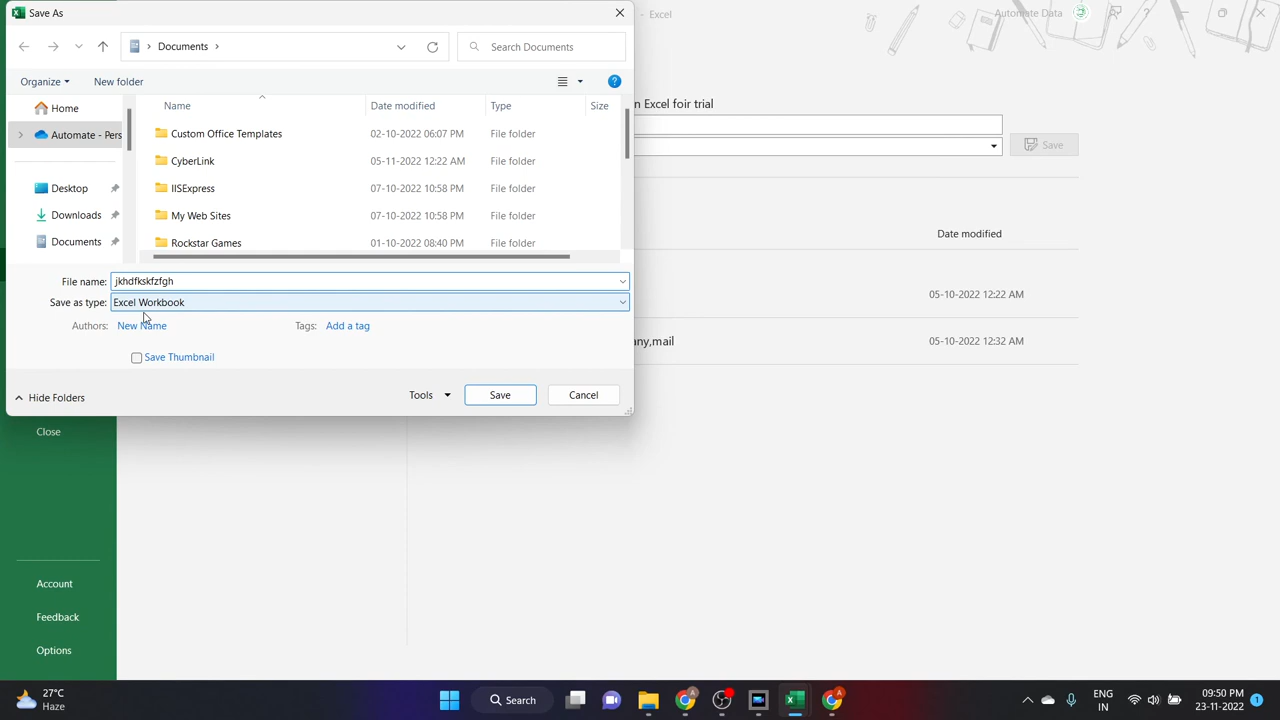 Save As
- Excel
Automate Data
?
Documents
Search Documents
Organize
New folder
?
n Excel foir trial
Home
Name
Date modified
Type
Size
Automate - Pers
Custom Office Templates
02-10-2022 06:07 PM
File folder
Save
CyberLink
05-11-2022 12:22 AM
File folder
Desktop
IISExpress
07-10-2022 10:58 PM
File folder
Downloads
My Web Sites
07-10-2022 10:58 PM
File folder
Documents
Rockstar Games
01-10-2022 08:40 PM
File folder
Date modified
File name:
jkhdfkskfzfgh
Save as type:
Excel Workbook
05-10-2022 12:22 AM
Authors:
New Name
Tags:
Add a tag
any,mail
05-10-2022 12:32 AM
Save Thumbnail
Hide Folders
Tools
Save
Cancel
Close
Account
Feedback
Options
27°C
Haze
Search
ENG
IN
09:50 PM
23-11-2022
1